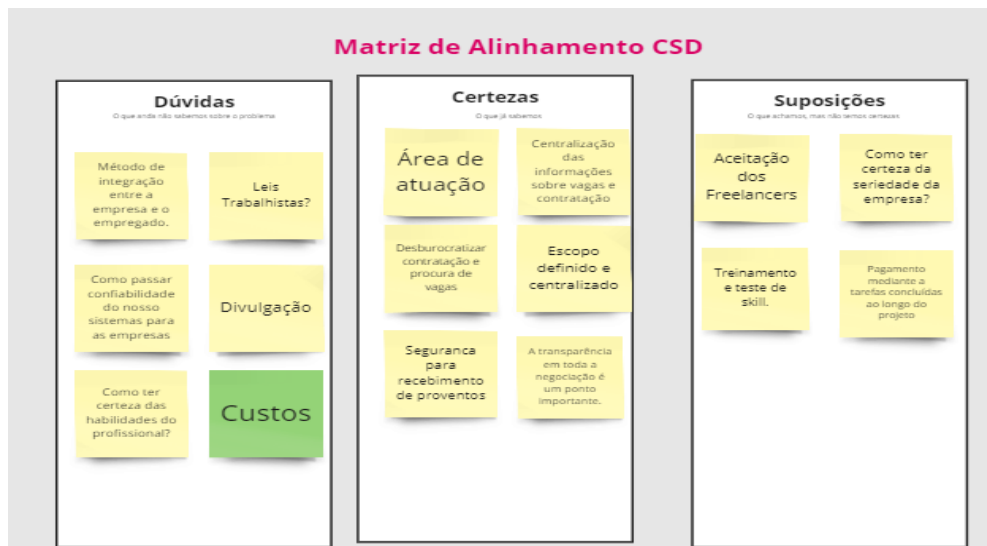 Matriz de Alinhamento CSD
Dúvidas
O que anda não sabemos sobre o problema
Método de
integração
entre a
empresa e o
empregado.
Leis
Trabalhistas?
Como passar
confiabilidade
do nosso
sistemas para
as empresas
Divulgação
Como ter
certeza das
habilidades do
profissional?
Custos
Certezas
O que já sabemos
Área de
atuação
Centralização
das
informações
sobre vagas e
contratação
Desburocratizar
contratação e
procura de
vagas
Escopo
definido e
centralizado
Seguranca
para
recebimento
de proventos
A transparência
em toda a
negociação é
um ponto
importante.
Suposições
O que achamos, mas não temos certezas
Aceitação
dos
Freelancers
Como ter
certeza da
seriedade da
empresa?
Treinamento
e teste de
skill.
Pagamento
mediante a
tarefas concluídas
ao longo do
projeto